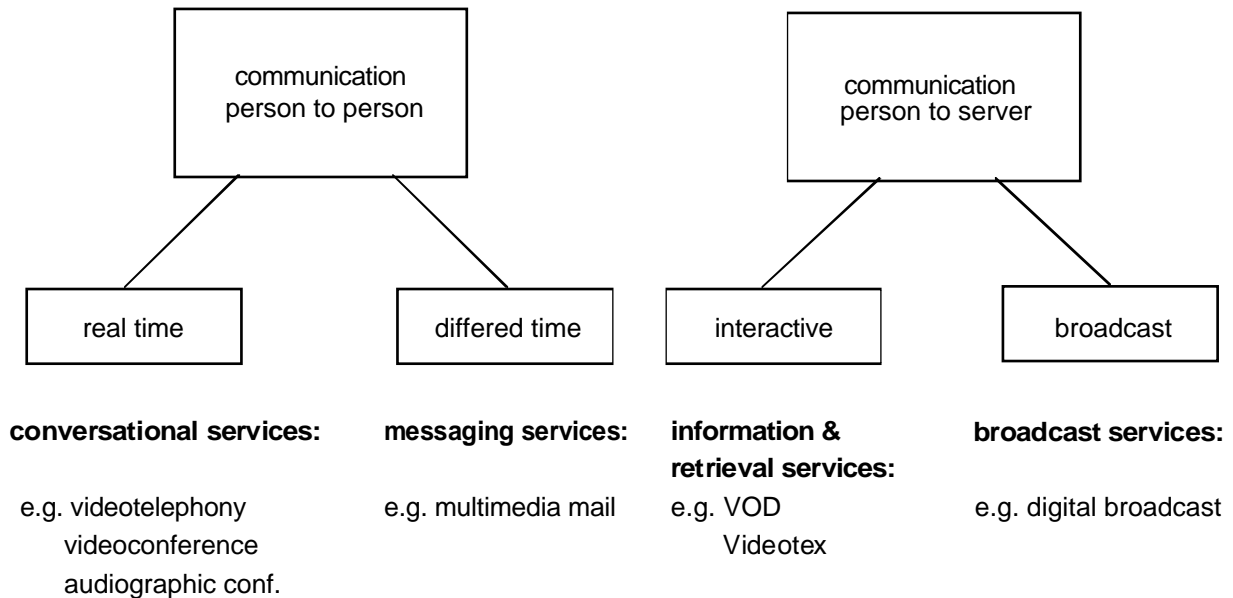 communication
person to person
communication
person to server
real time
differed time
interactive
broadcast
conversational services:
e.g. videotelephony
videoconference
audiographic conf.
messaging services:
e.g. multimedia mail
information &
retrieval services:
e.g. VOD
Videotex
broadcast services:
e.g. digital broadcast